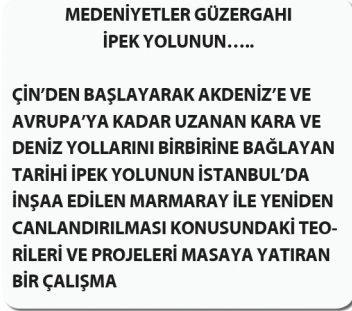 MEDENİYETLER GÜZERGAHI
İPEK YOLUNUN…..
ÇİN’DEN BAŞLAYARAK AKDENİZ’E VE
AVRUPA’YA KADAR UZANAN KARA VE
DENİZ YOLLARINI BİRBİRİNE BAĞLAYAN
TARİHİ İPEK YOLUNUN İSTANBUL’DA
İNŞAA EDİLEN MARMARAY İLE YENİDEN
CANLANDIRILMASI KONUSUNDAKİ TEO-
RİLERİ VE PROJELERİ MASAYA YATIRAN
BİR ÇALIŞMA